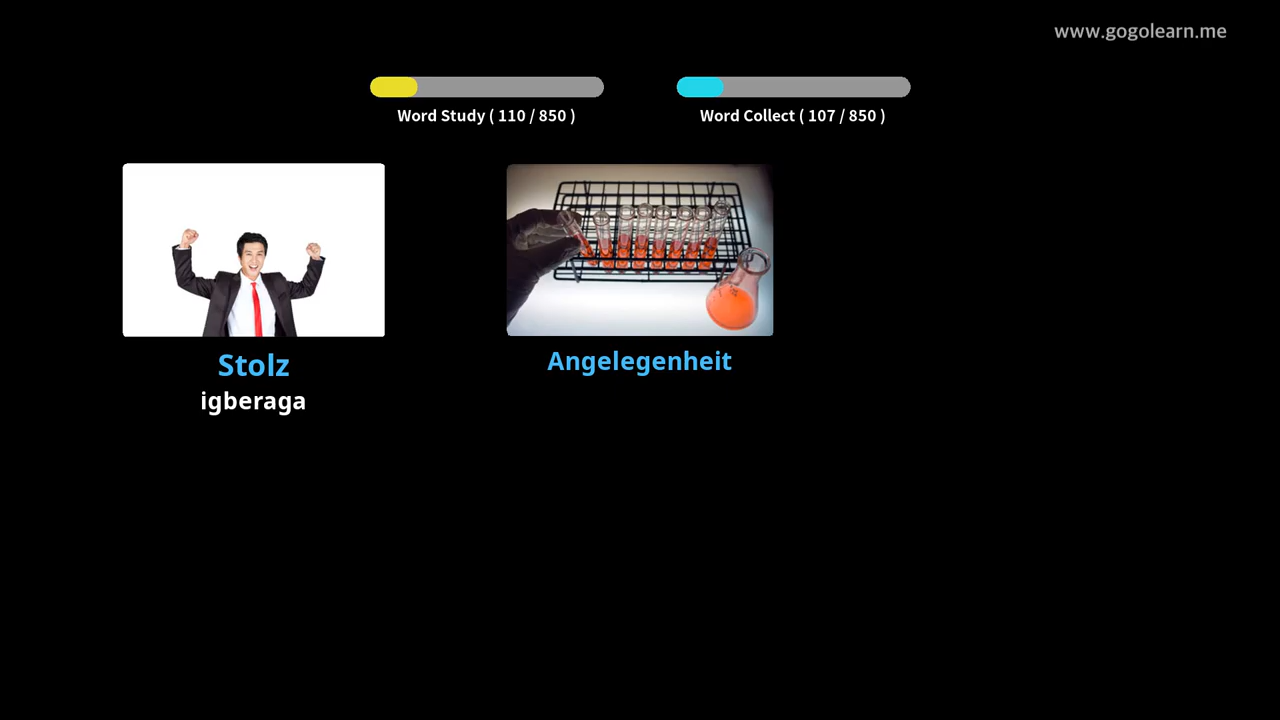 www.gogolearn.me
Word Study ( 110 / 850 )
Word Collect ( 107 / 850 )
Stolz
igberaga
Angelegenheit